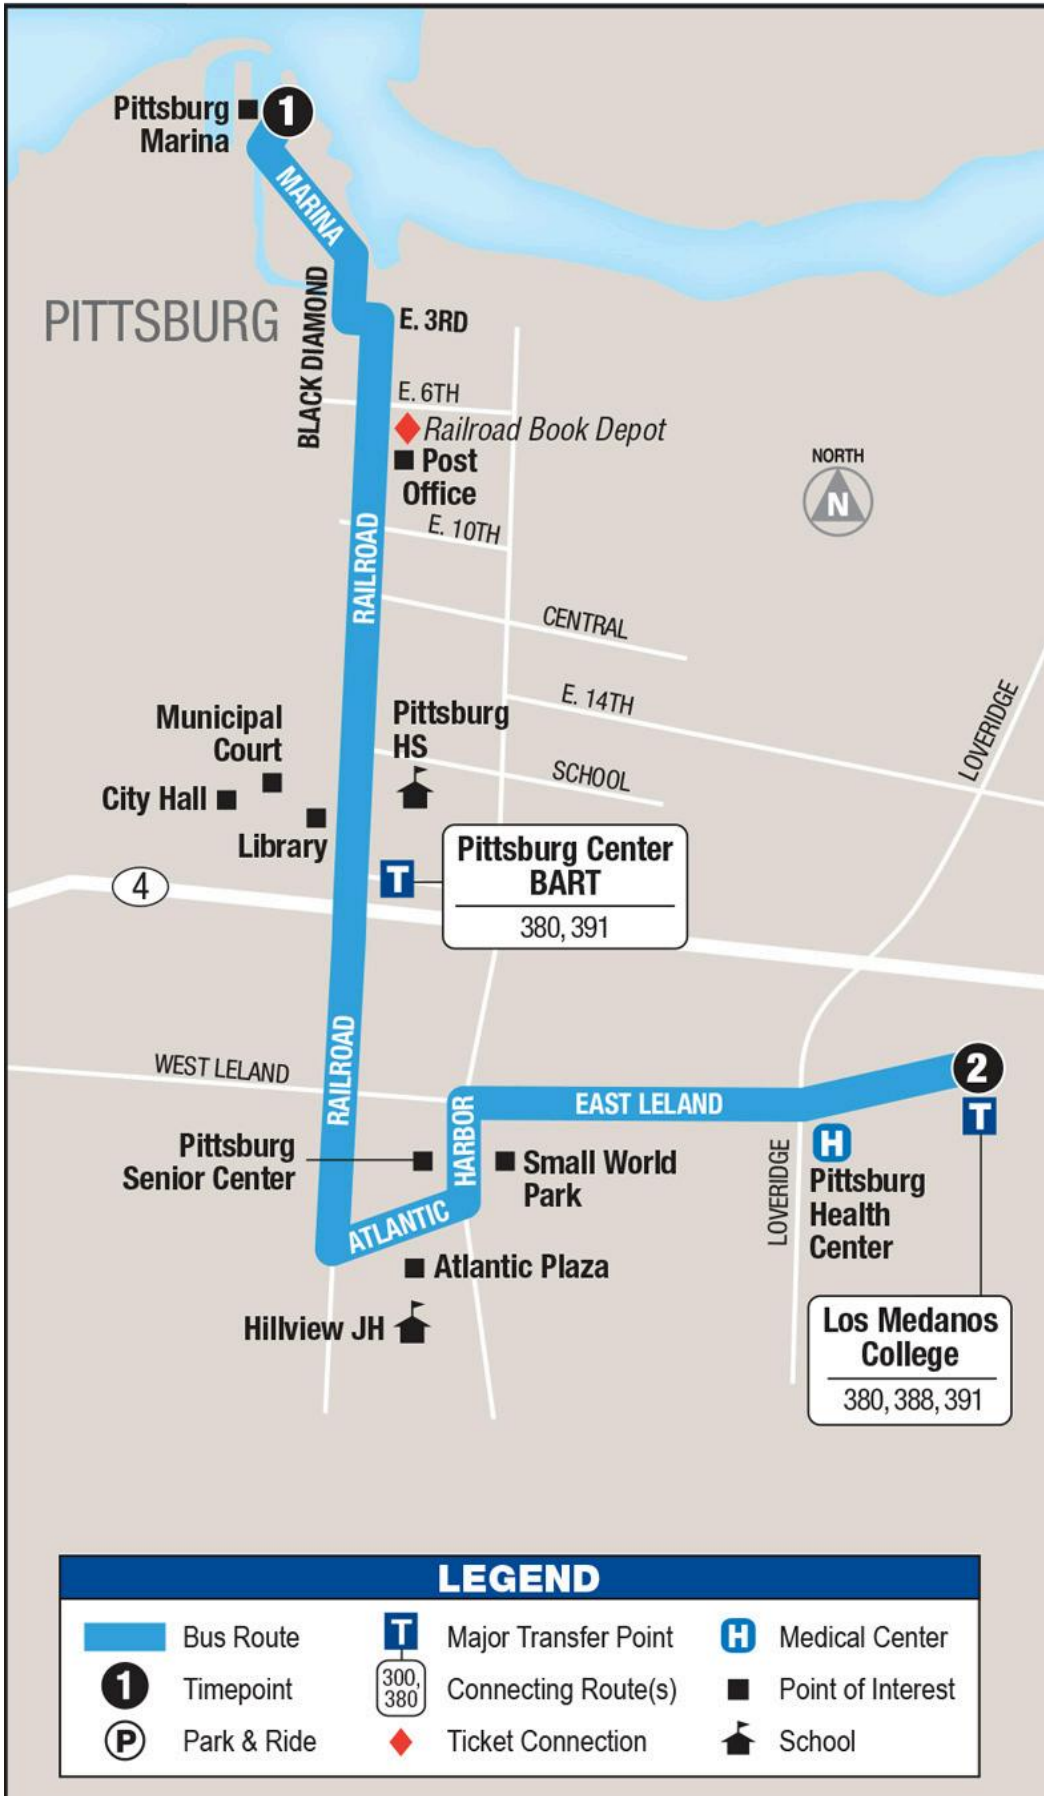 Pittsburg
Marina
1
MARINA
PITTSBURG
BLACK DIAMOND
E. 3RD
E. 6TH
Railroad Book Depot
Post
Office
NORTH
N
E. 10TH
RAILROAD
CENTRAL
E. 14TH
LOVERIDGE
Municipal
Court
Pittsburg
HS
SCHOOL
City Hall
Library
4
T
Pittsburg Center
BART
380, 391
RAILROAD
WEST LELAND
2
T
HARBOR
EAST LELAND
Pittsburg
Senior Center
Small World
Park
LOVERIDGE
H
Pittsburg
Health
Center
ATLANTIC
Atlantic Plaza
Hillview JH
Los Medanos
College
380, 388, 391
LEGEND
Bus Route
T
Major Transfer Point
H
Medical Center
1
Timepoint
300,
380
Connecting Route(s)
Point of Interest
P
Park & Ride
Ticket Connection
School